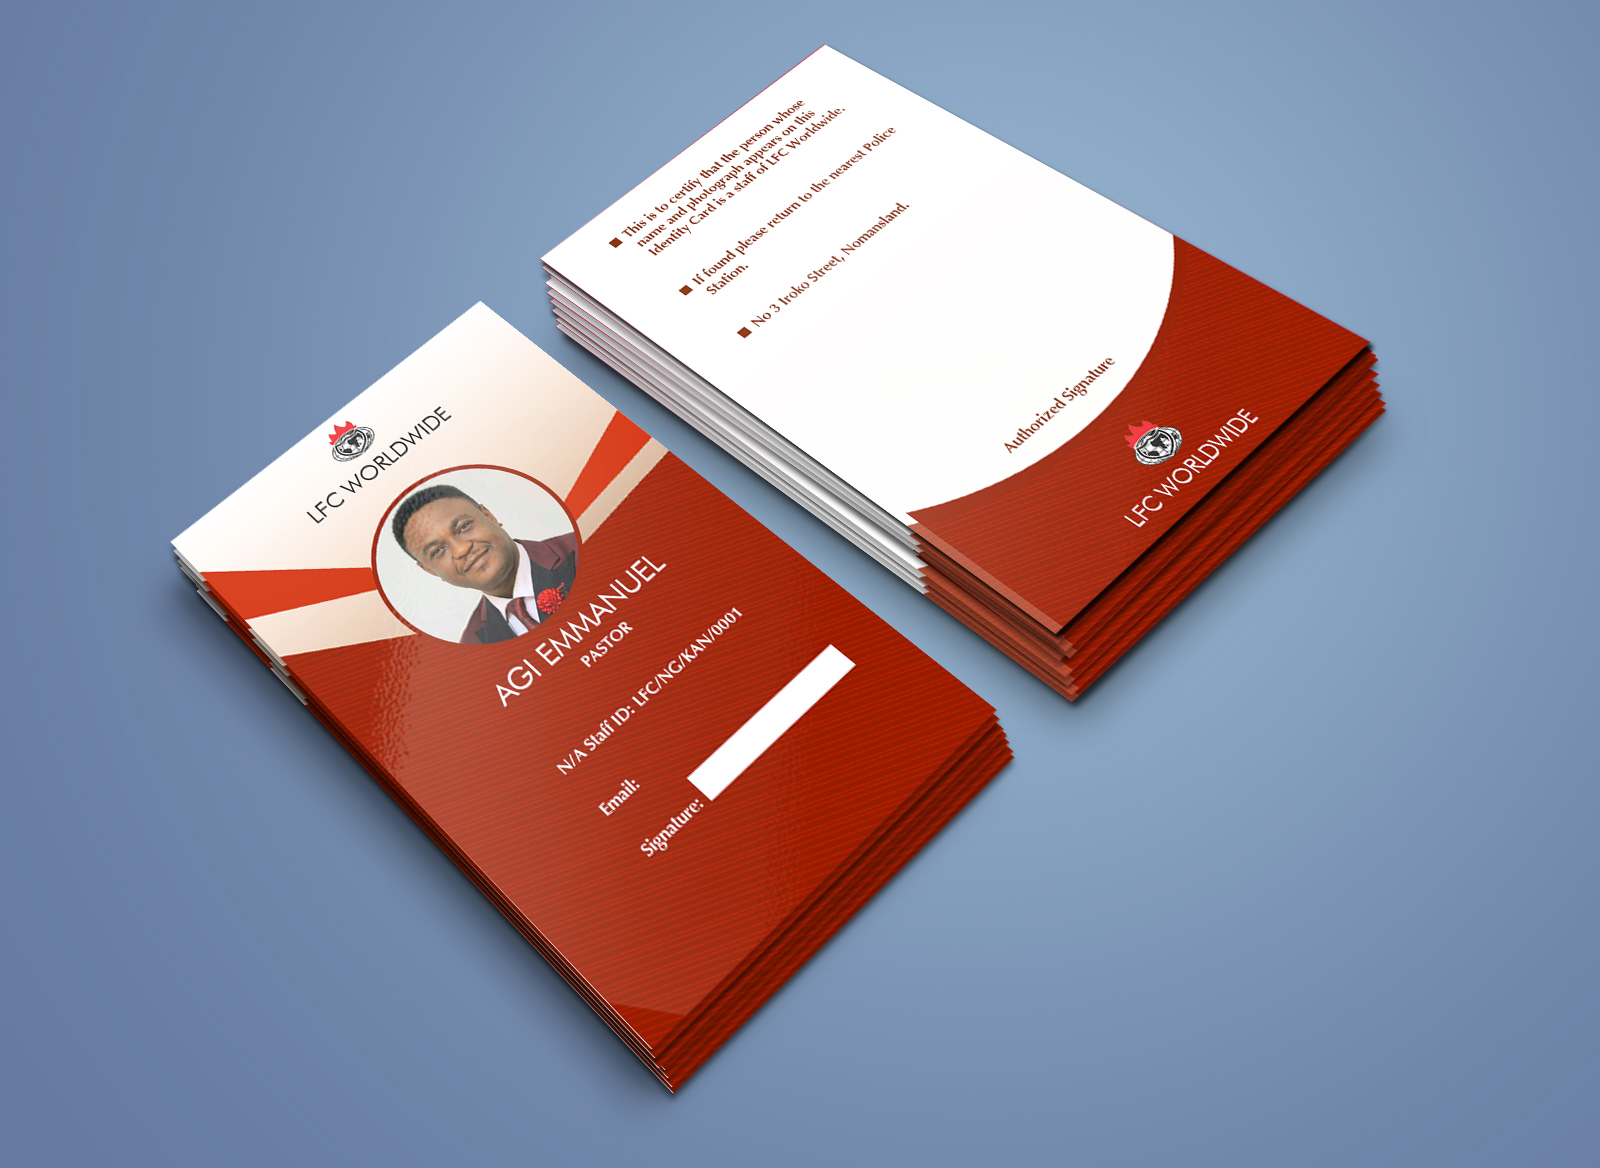 LFC WORLDWIDE
AGI EMMANUEL
PASTOR
N/A Staff ID: LFC/NG/KAN/0001
Email:
Signature:
This is to certify that the person whose
name and photograph appears on this
Identity Card is a staff of LFC Worldwide.
If found please return to the nearest Police
Station.
No 3 Iroko Street, Nomansland.
Authorized Signature
LFC WORLDWIDE